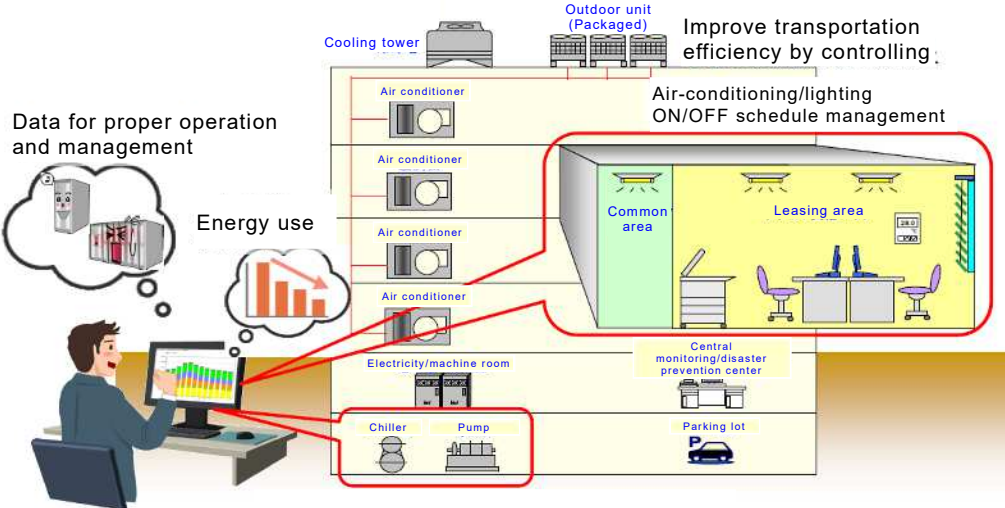 Outdoor unit
(Packaged)
Cooling tower
Improve transportation
efficiency by controlling
Air conditioner
Air-conditioning/lighting
ON/OFF schedule management
Data for proper operation
and management
Air conditioner
Energy use
Common
area
Leasing area
Air conditioner
Air conditioner
Electricity/machine room
Central
monitoring/disaster
prevention center
Chiller
Pump
Parking lot
P